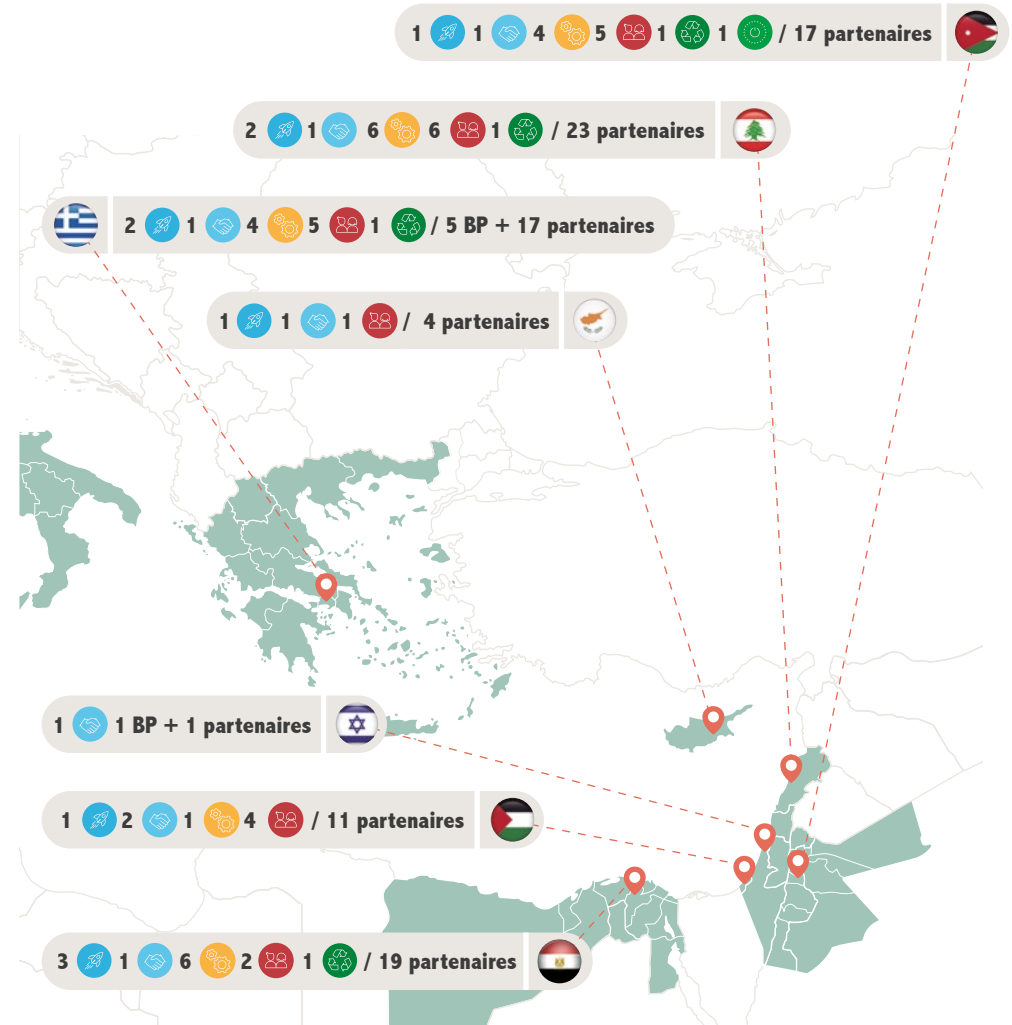 1 1 4 5 1 1 / 17 partenaires
2 1 6 6 1 / 23 partenaires
2 1 4 5 1 / 5 BP + 17 partenaires
1 1 1 / 4 partenaires
1 1 BP + 1 partenaires
1 2 1 4 / 11 partenaires
3 1 6 2 1 / 19 partenaires